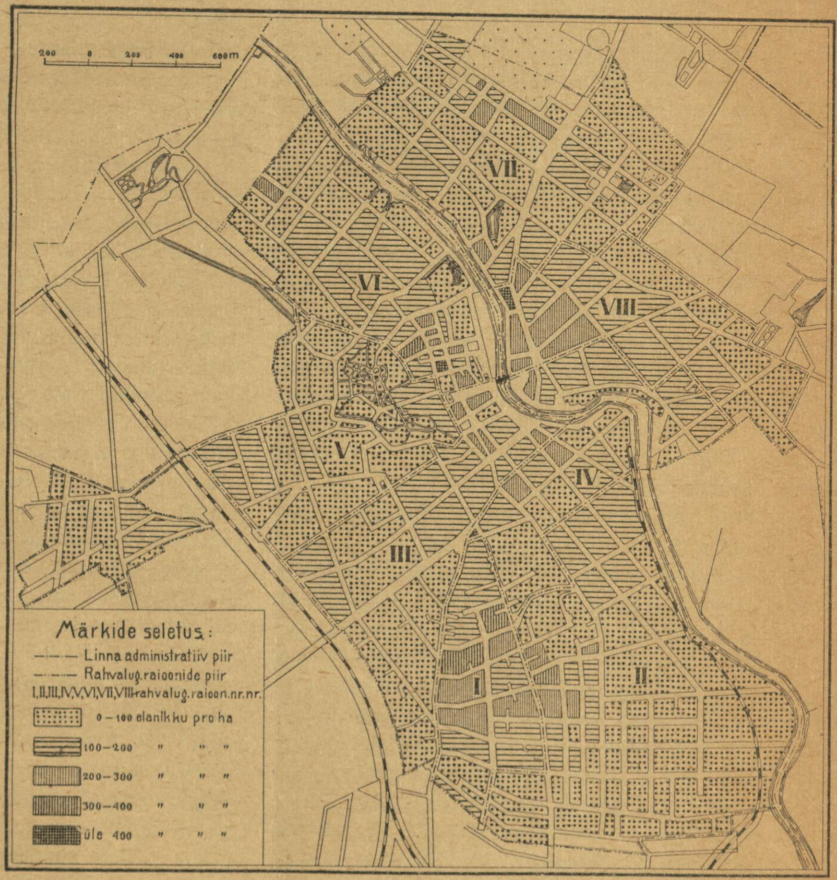 200 0 200 400 600m
VII
VI
VIII
V
IV
III
I
II
Märkide seletus:
Linna administratiiv piir
Rahvalug. raioonide piir
I,II,III,IV,V,VI,VII,VIII-rahvalug. raioon. nr. nr.
0-100 elanikku pro ha
100-200 " " "
200-300 " " "
300-400 " " "
üle 400 " " "